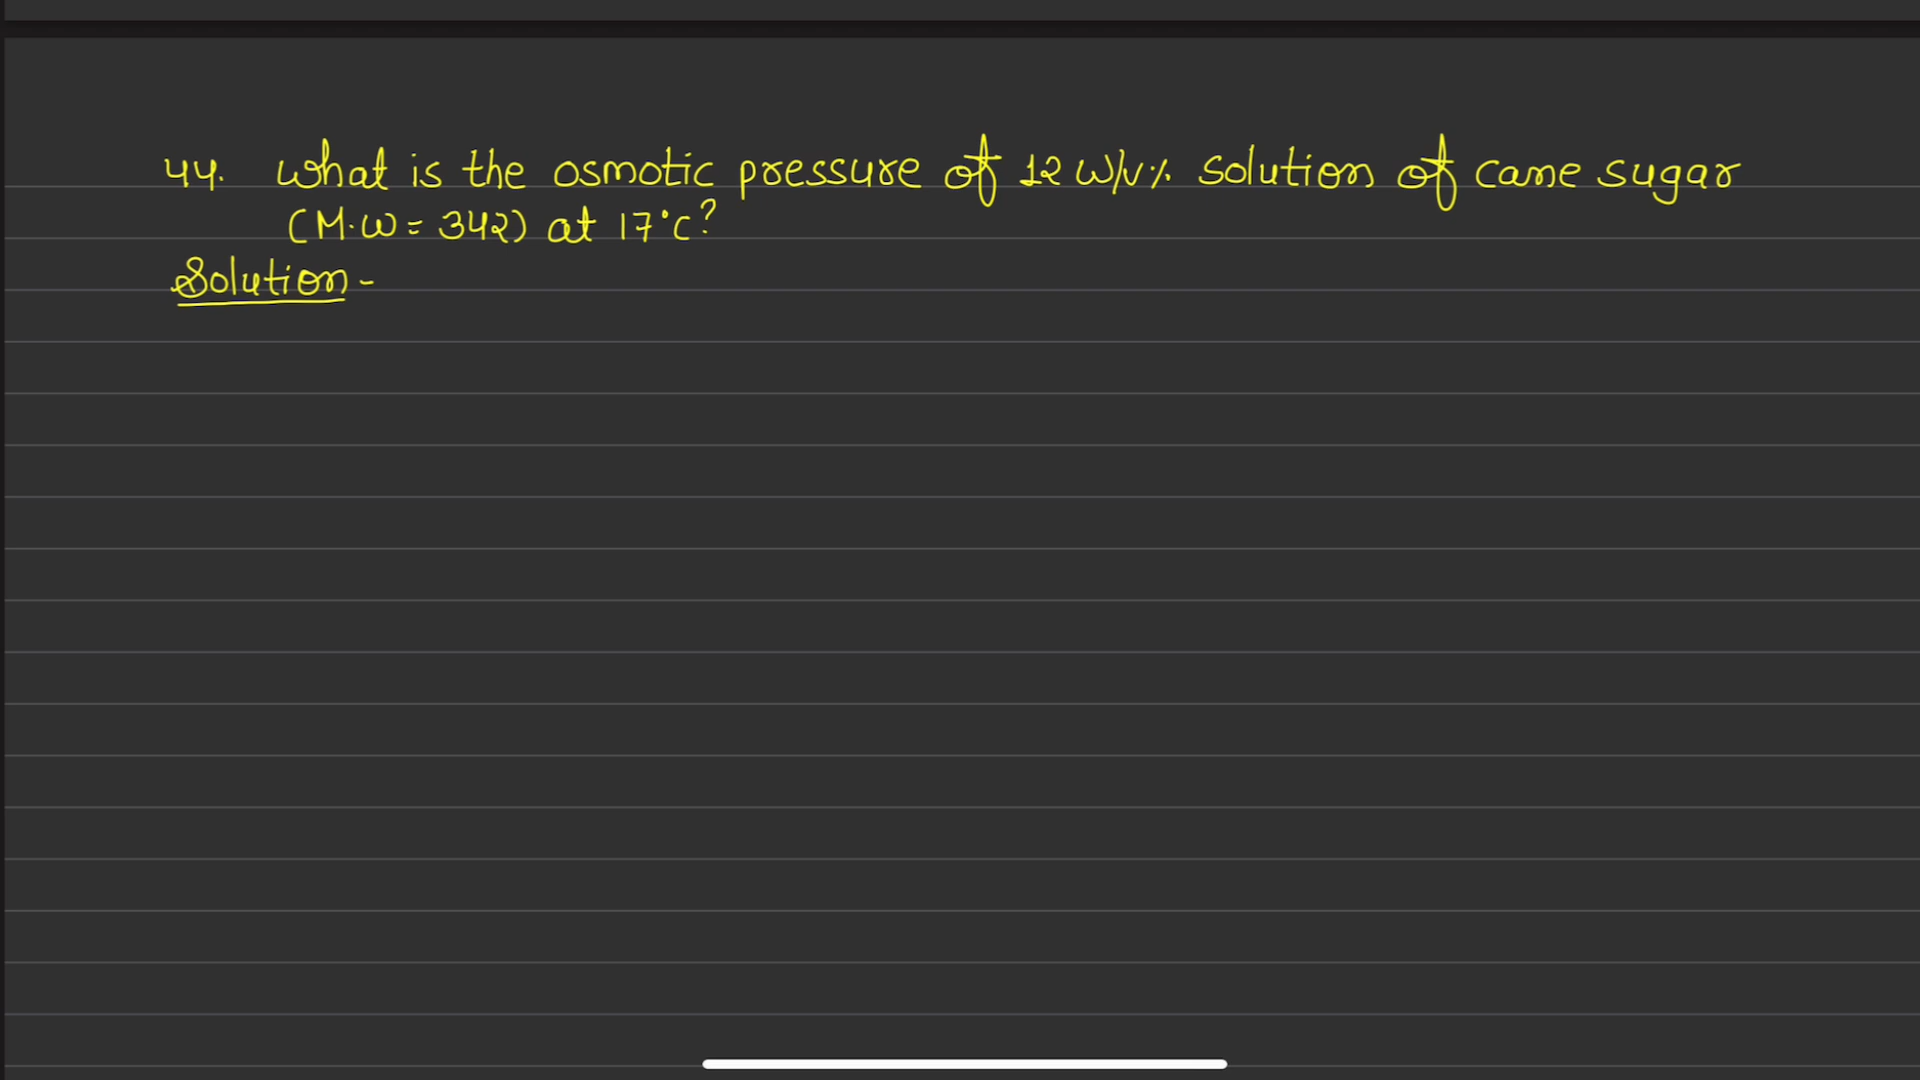 44. What is the osmotic pressure of 12 W/V% solution of cane sugar
(M.W = 342) at 17°C?
Solution -